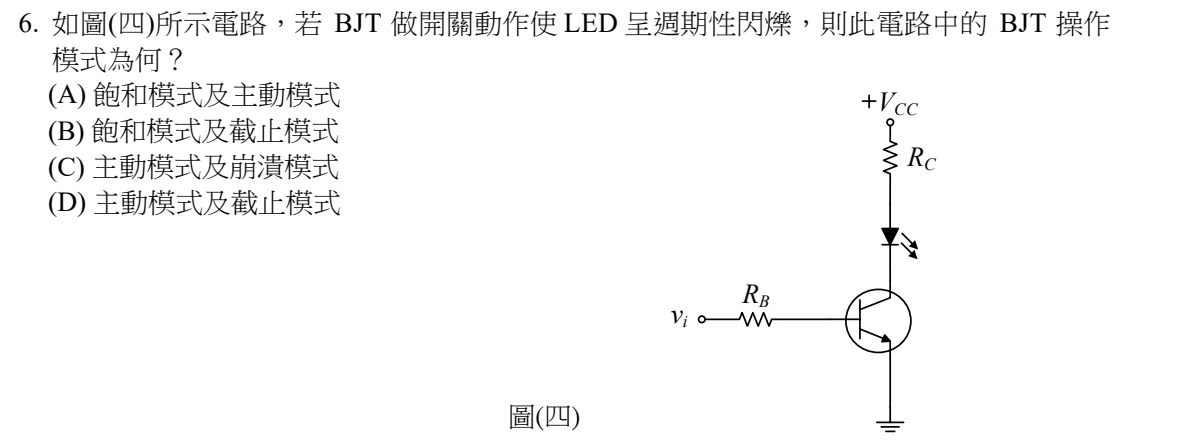 6. 如圖(四)所示電路，若 BJT 做開關動作使 LED 呈週期性閃爍，則此電路中的 BJT 操作
模式為何？
(A) 飽和模式及主動模式
(B) 飽和模式及截止模式
(C) 主動模式及崩潰模式
(D) 主動模式及截止模式
+VCC
RC
RB
vi
圖(四)